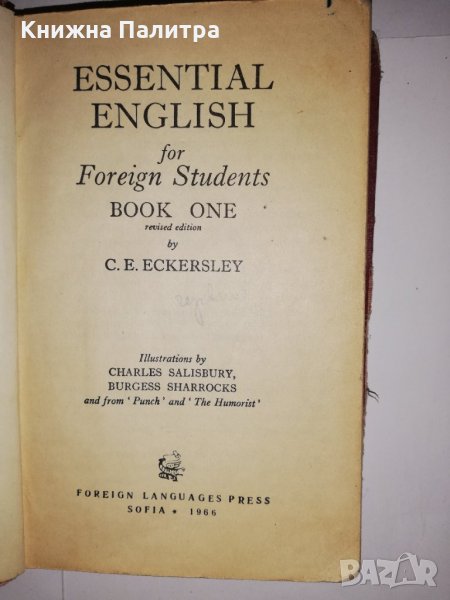 Книжна Палитра
ESSENTIAL
ENGLISH
for
Foreign Students
BOOK ONE
revised edition
by
C. E. ECKERSLEY
Illustrations by
CHARLES SALISBURY,
BURGESS SHARROCKS
and from ‘Punch’ and ‘The Humorist’
FOREIGN LANGUAGES PRESS
SOFIA • 1966
BAZAR